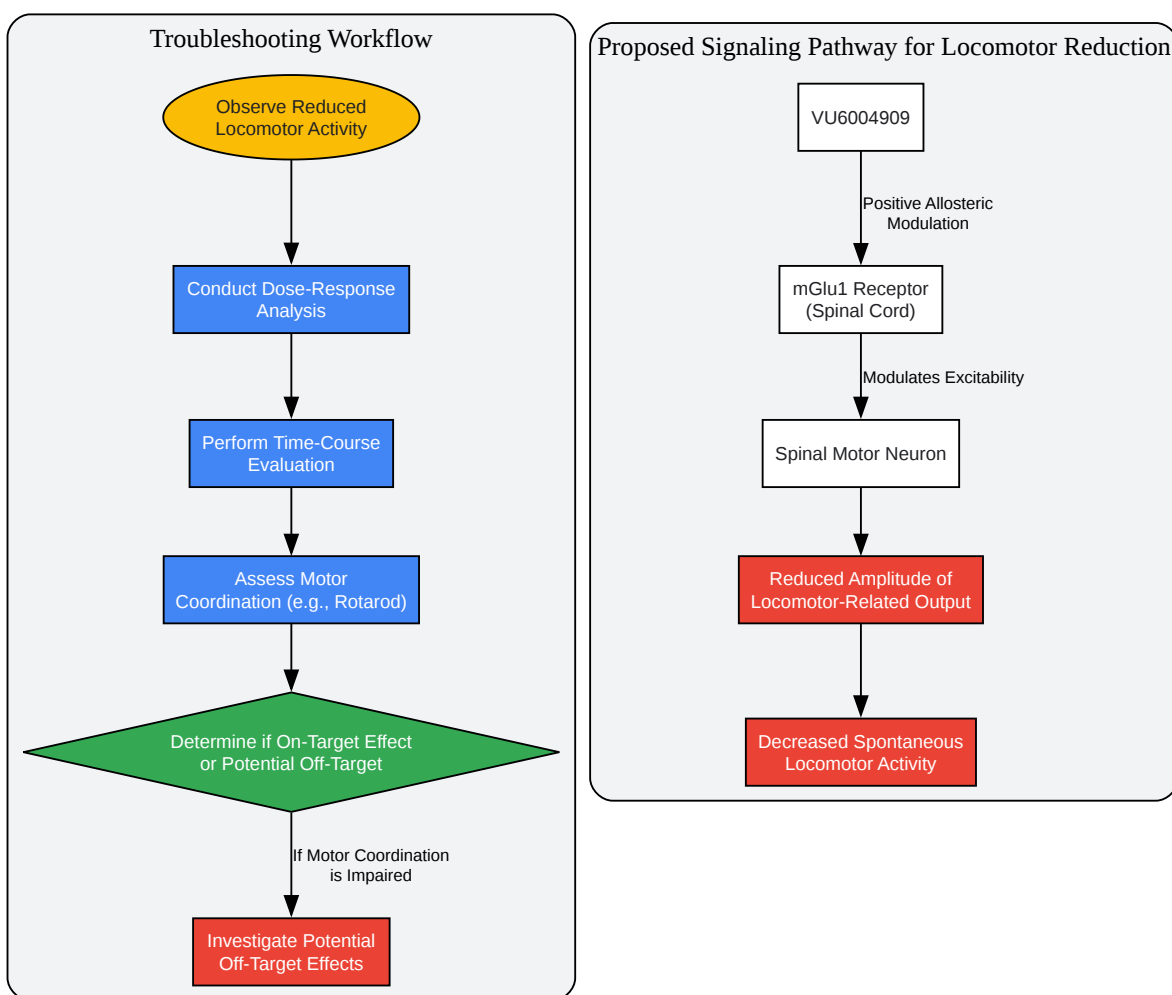 Troubleshooting Workflow
Observe Reduced
Locomotor Activity
Conduct Dose-Response
Analysis
Perform Time-Course
Evaluation
Assess Motor
Coordination (e.g., Rotarod)
Determine if On-Target Effect
or Potential Off-Target
If Motor Coordination
is Impaired
Investigate Potential
Off-Target Effects
Proposed Signaling Pathway for Locomotor Reduction
VU6004909
Positive Allosteric
Modulation
mGlu1 Receptor
(Spinal Cord)
Modulates Excitability
Spinal Motor Neuron
Reduced Amplitude of
Locomotor-Related Output
Decreased Spontaneous
Locomotor Activity